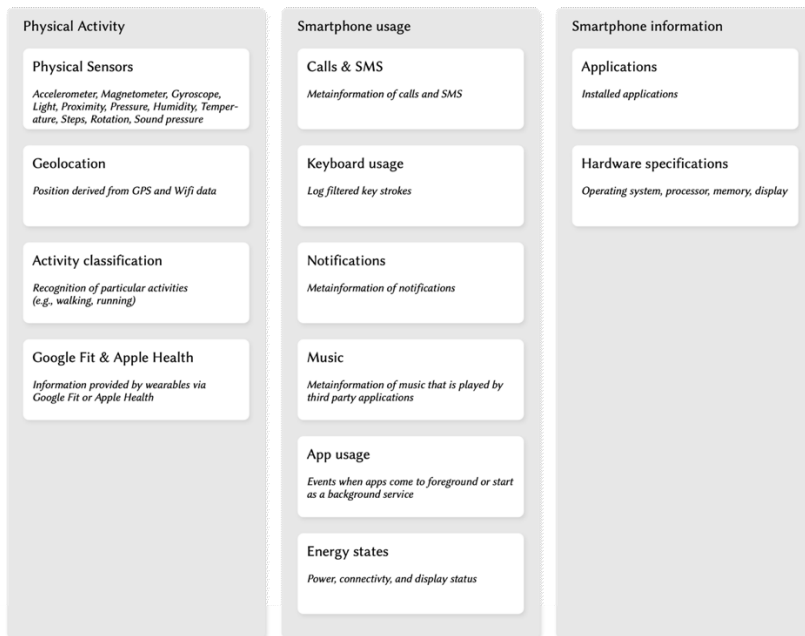 Physical Activity
Physical Sensors
Accelerometer, Magnetometer, Gyroscope,
Light, Proximity, Pressure, Humidity, Temper-
ature, Steps, Rotation, Sound pressure
Geolocation
Position derived from GPS and Wifi data
Activity classification
Recognition of particular activities
(e.g., walking, running)
Google Fit & Apple Health
Information provided by wearables via
Google Fit or Apple Health
Smartphone usage
Calls & SMS
Metainformation of calls and SMS
Keyboard usage
Log filtered key strokes
Notifications
Metainformation of notifications
Music
Metainformation of music that is played by
third party applications
App usage
Events when apps come to foreground or start
as a background service
Energy states
Power, connectivty, and display status
Smartphone information
Applications
Installed applications
Hardware specifications
Operating system, processor, memory, display